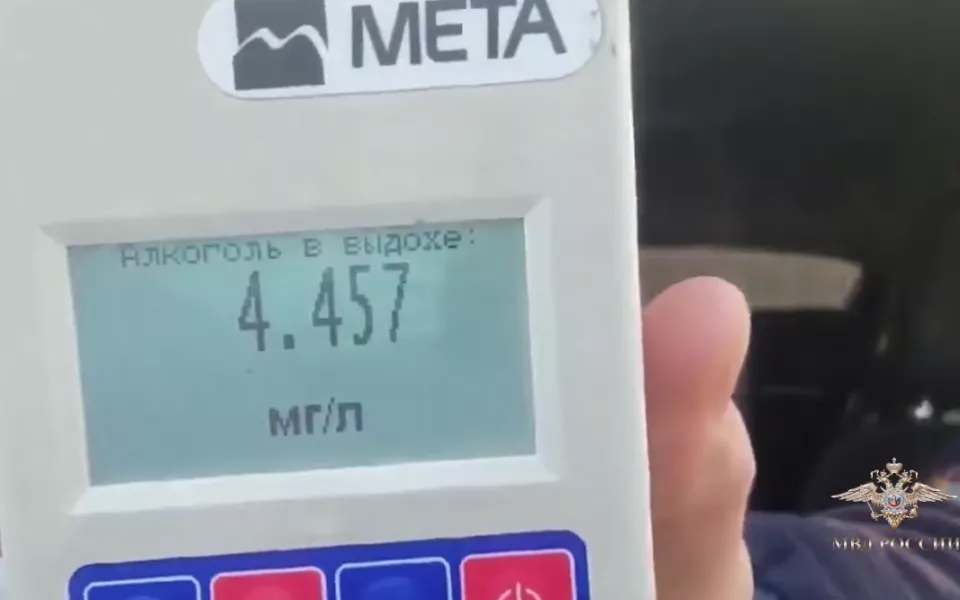 МЕТА
Алкоголь в выдохе:
4.457
мг/л
МВД РОССИИ